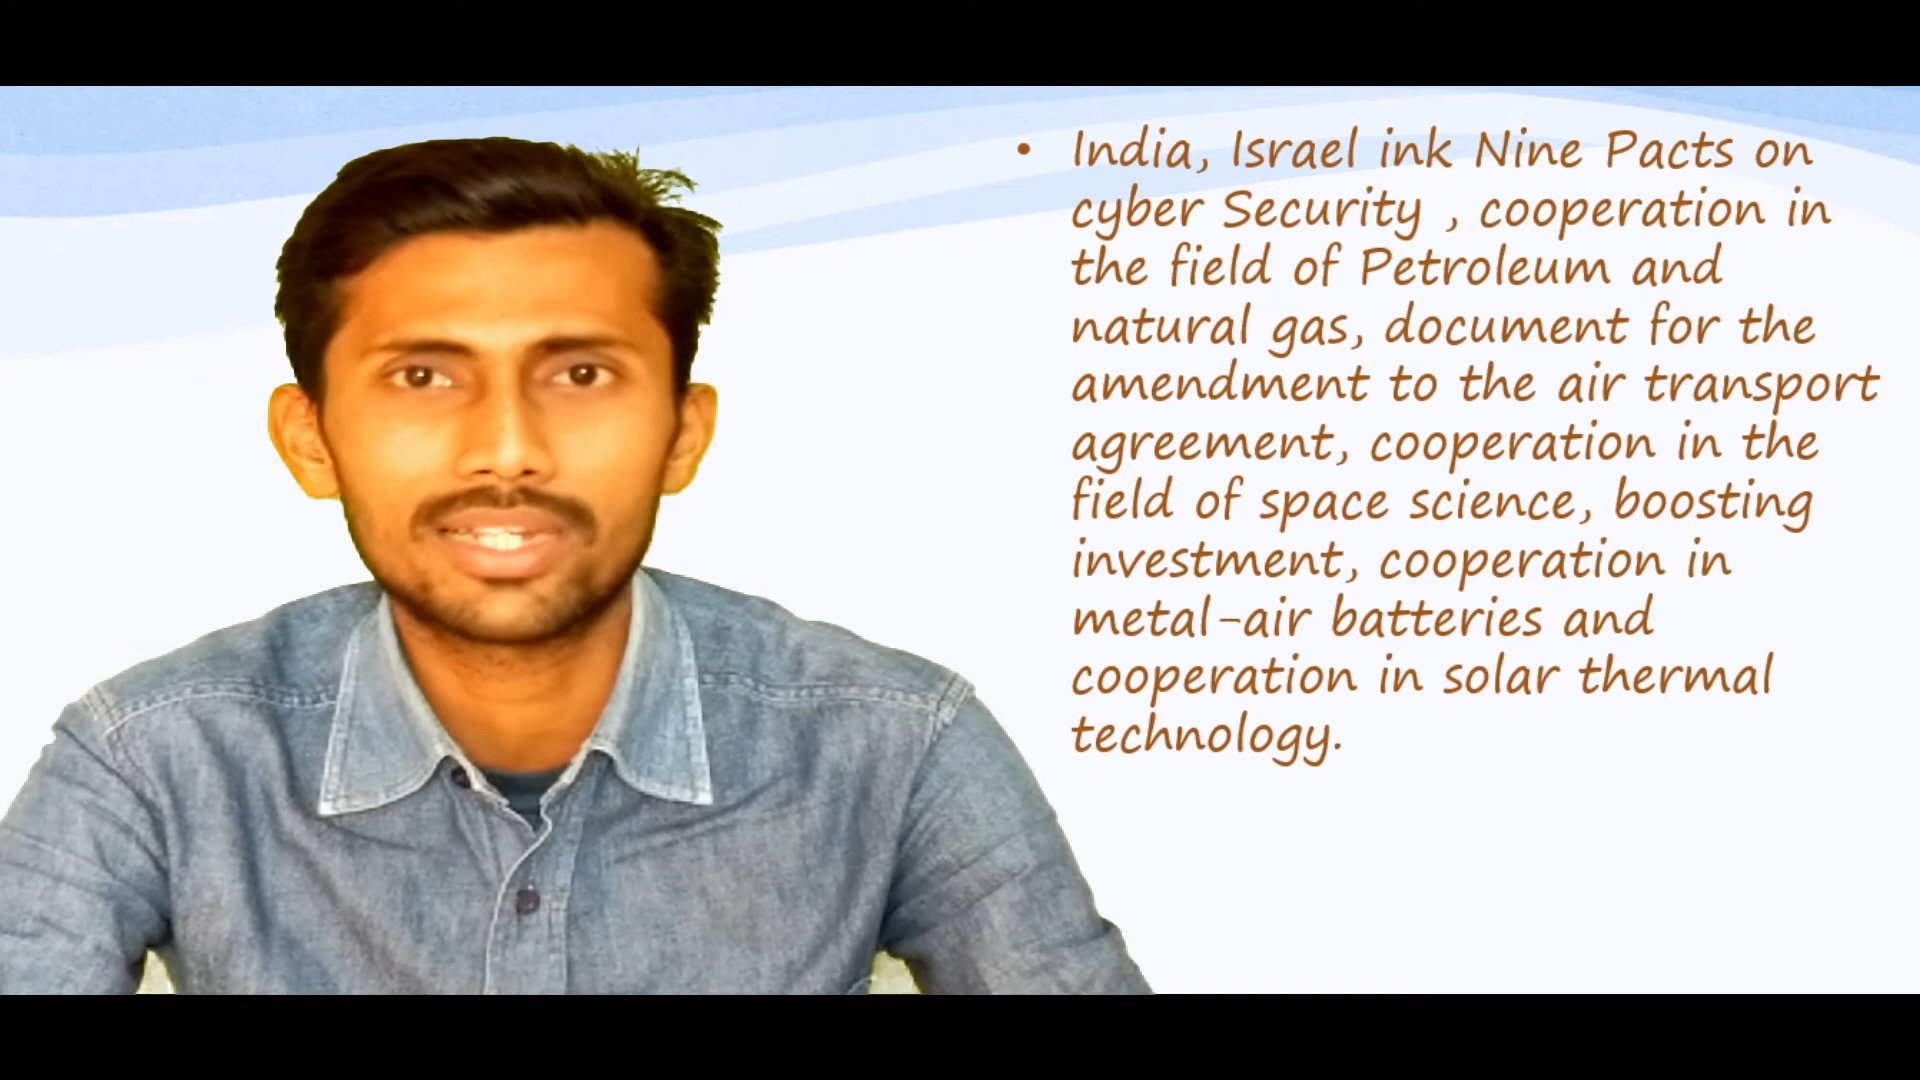 • India, Israel ink Nine Pacts on
cyber Security , cooperation in
the field of Petroleum and
natural gas, document for the
amendment to the air transport
agreement, cooperation in the
field of space science, boosting
investment, cooperation in
metal-air batteries and
cooperation in solar thermal
technology.